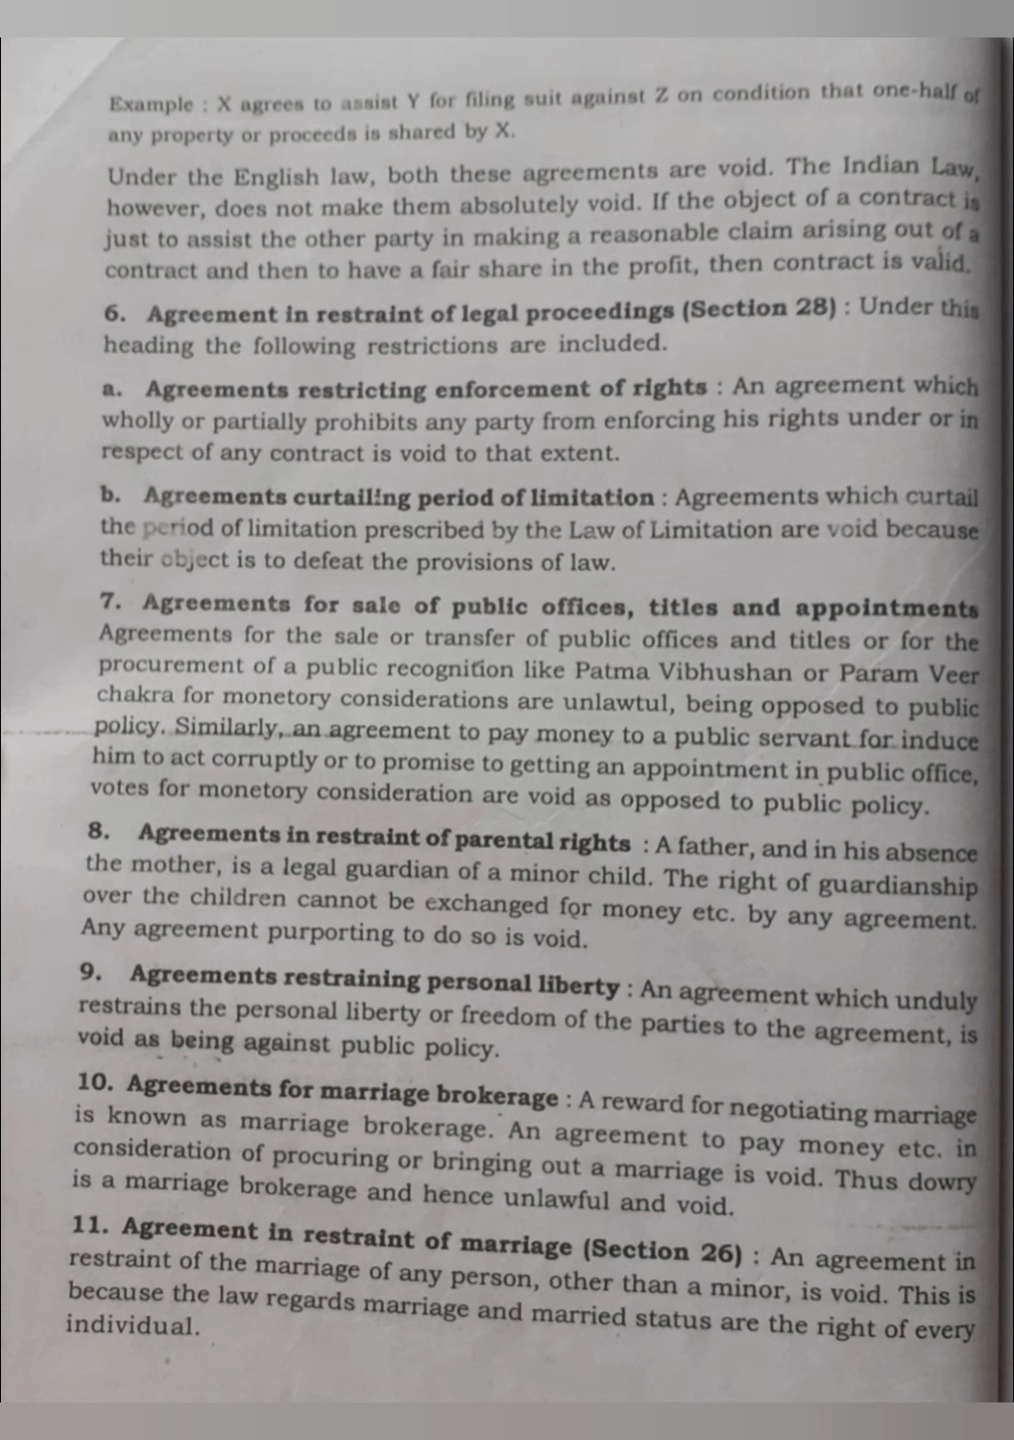 Example : X agrees to assist Y for filing suit against Z on condition that one-half of
any property or proceeds is shared by X.
Under the English law, both these agreements are void. The Indian Law,
however, does not make them absolutely void. If the object of a contract is
just to assist the other party in making a reasonable claim arising out of a
contract and then to have a fair share in the profit, then contract is valid.
6. Agreement in restraint of legal proceedings (Section 28) : Under this
heading the following restrictions are included.
a. Agreements restricting enforcement of rights : An agreement which
wholly or partially prohibits any party from enforcing his rights under or in
respect of any contract is void to that extent.
b. Agreements curtailing period of limitation : Agreements which curtail
the period of limitation prescribed by the Law of Limitation are void because
their object is to defeat the provisions of law.
7. Agreements for sale of public offices, titles and appointments
Agreements for the sale or transfer of public offices and titles or for the
procurement of a public recognition like Patma Vibhushan or Param Veer
chakra for monetory considerations are unlawtul, being opposed to public
policy. Similarly, an agreement to pay money to a public servant for induce
him to act corruptly or to promise to getting an appointment in public office,
votes for monetory consideration are void as opposed to public policy.
8. Agreements in restraint of parental rights : A father, and in his absence
the mother, is a legal guardian of a minor child. The right of guardianship
over the children cannot be exchanged for money etc. by any agreement.
Any agreement purporting to do so is void.
9. Agreements restraining personal liberty : An agreement which unduly
restrains the personal liberty or freedom of the parties to the agreement, is
void as being against public policy.
10. Agreements for marriage brokerage : A reward for negotiating marriage
is known as marriage brokerage. An agreement to pay money etc. in
consideration of procuring or bringing out a marriage is void. Thus dowry
is a marriage brokerage and hence unlawful and void.
11. Agreement in restraint of marriage (Section 26) : An agreement in
restraint of the marriage of any person, other than a minor, is void. This is
because the law regards marriage and married status are the right of every
individual.